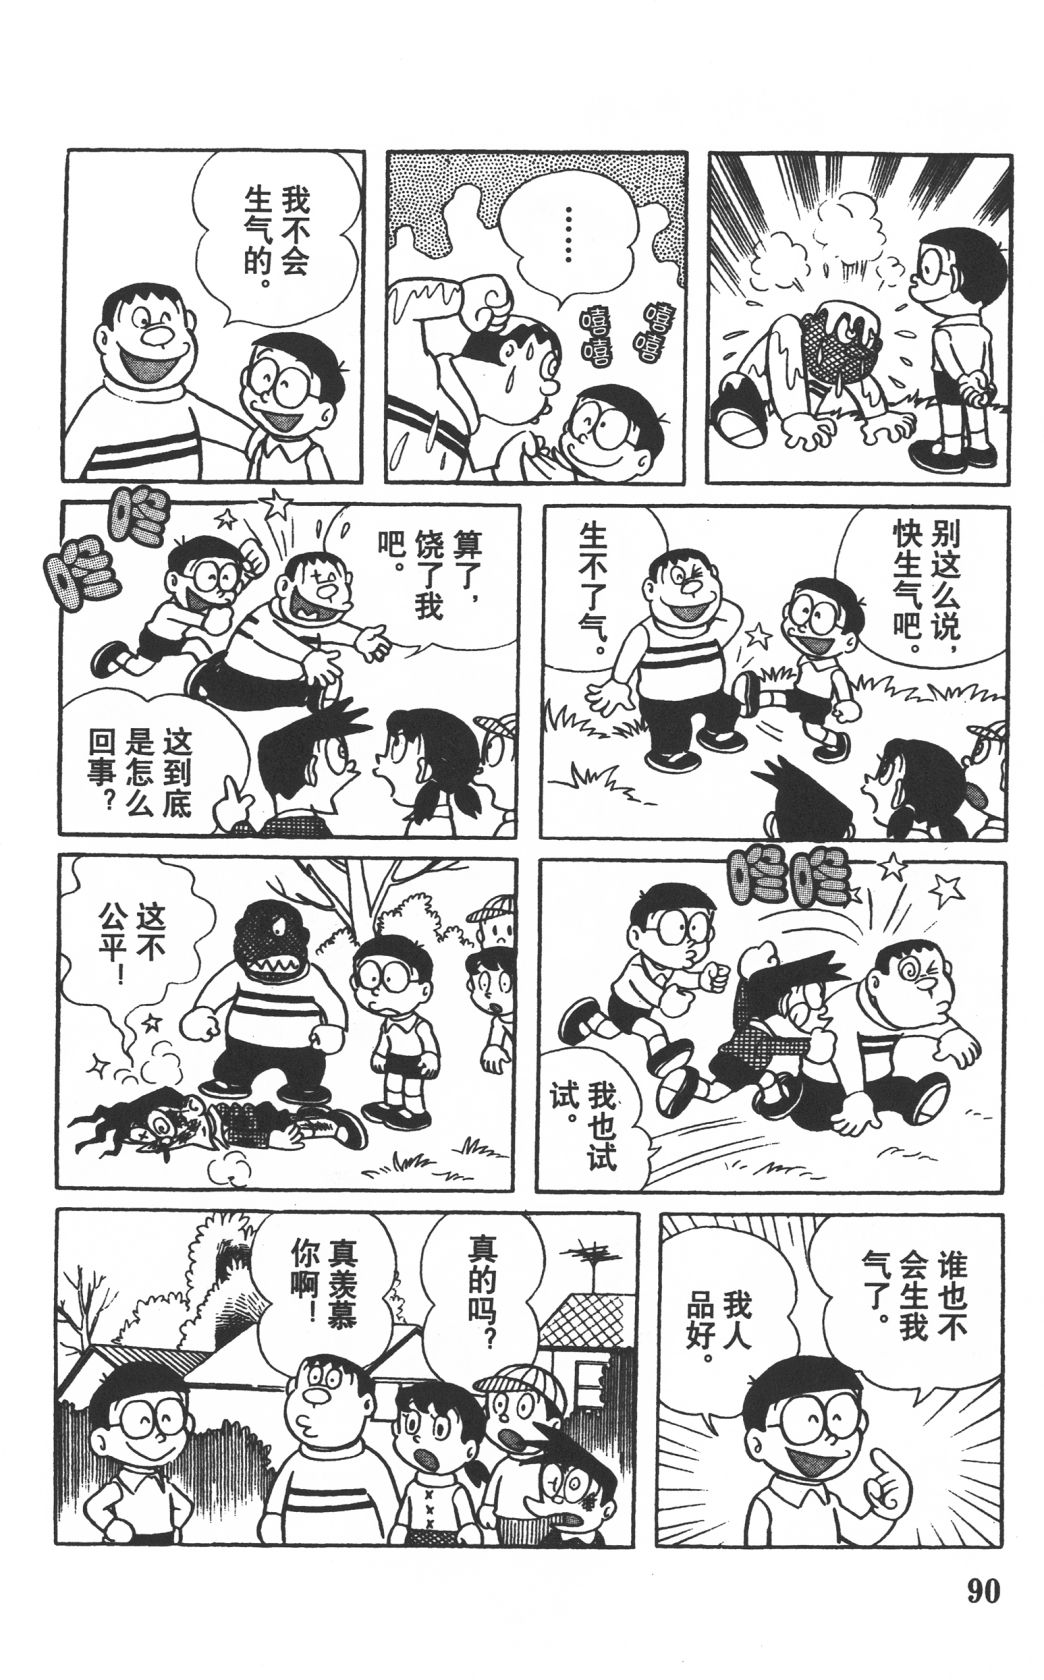 ……
嘻嘻
嘻嘻
我不会
生气的。
别这么说，
快生气吧。
生不了气。
算了，
饶了我
吧。
咚
咚
这到底
是怎么
回事？
咚咚
我也试
试。
这不
公平！
谁也不
会生我
气了。
我人
品好。
真的吗？
真羡慕
你啊！
90